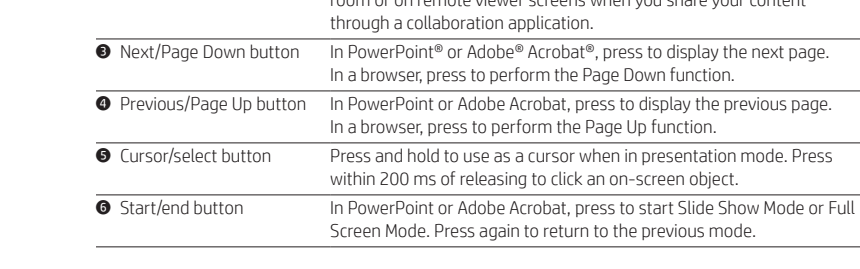 room or on remote viewer screens when you share your content
through a collaboration application.
❸ Next/Page Down button In PowerPoint® or Adobe® Acrobat®, press to display the next page.
In a browser, press to perform the Page Down function.
❹ Previous/Page Up button In PowerPoint or Adobe Acrobat, press to display the previous page.
In a browser, press to perform the Page Up function.
❺ Cursor/select button Press and hold to use as a cursor when in presentation mode. Press
within 200 ms of releasing to click an on-screen object.
❻ Start/end button In PowerPoint or Adobe Acrobat, press to start Slide Show Mode or Full
Screen Mode. Press again to return to the previous mode.